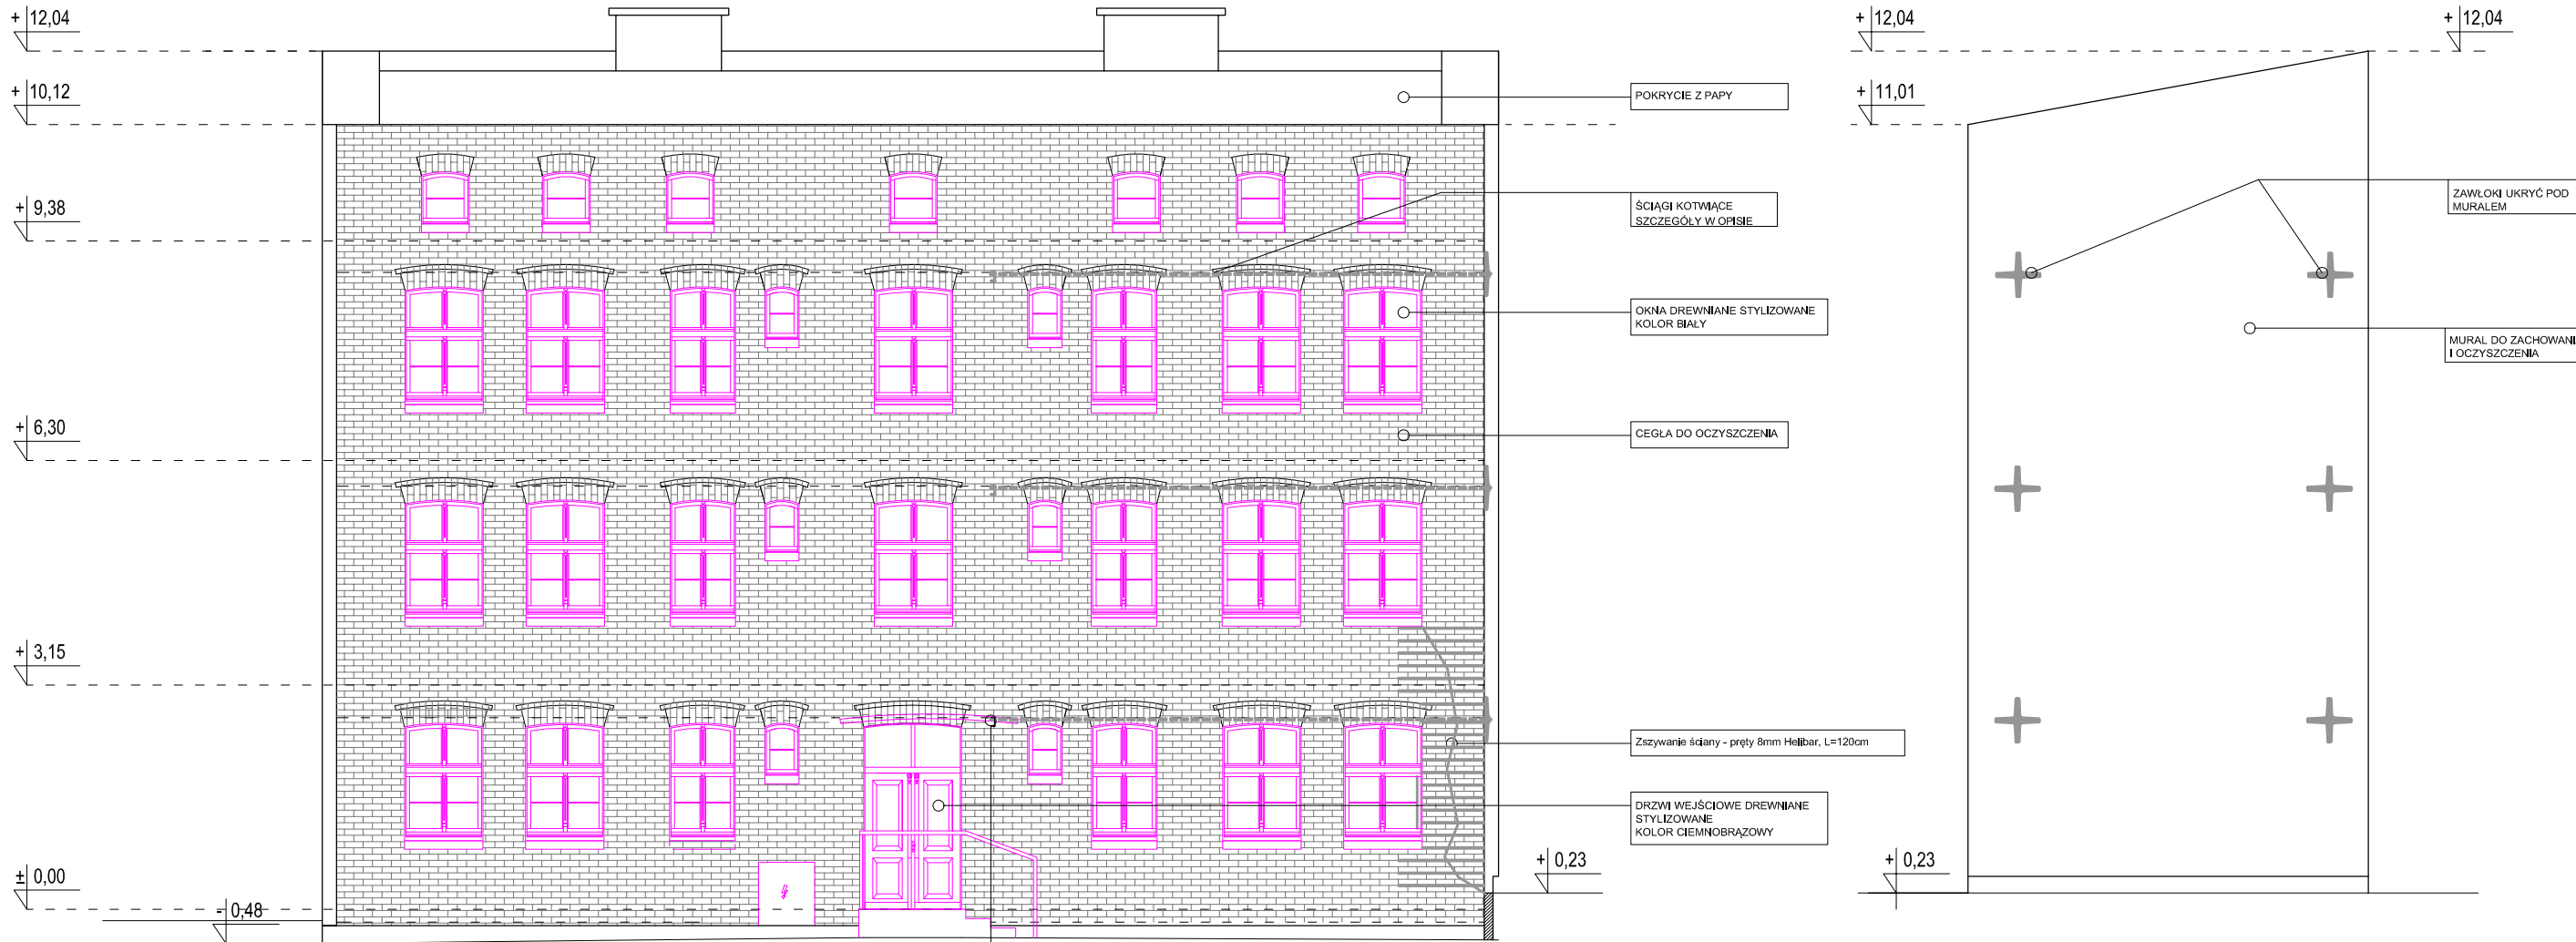 + 12,04
+ 10,12
+ 9,38
+ 6,30
+ 3,15
± 0,00
- 0,48
POKRYCIE Z PAPY
ŚCIĄGI KOTWIĄCE
SZCZEGÓŁY W OPISIE
OKNA DREWNIANE STYLIZOWANE
KOLOR BIAŁY
CEGŁA DO OCZYSZCZENIA
Zszywanie ściany - pręty 8mm Helibar, L=120cm
DRZWI WEJŚCIOWE DREWNIANE
STYLIZOWANE
KOLOR CIEMNOBRĄZOWY
+ 0,23
+ 12,04
+ 11,01
+ 0,23
+ 12,04
ZAWŁOKI UKRYĆ POD
MURALEM
MURAL DO ZACHOWANI
I OCZYSZCZENIA